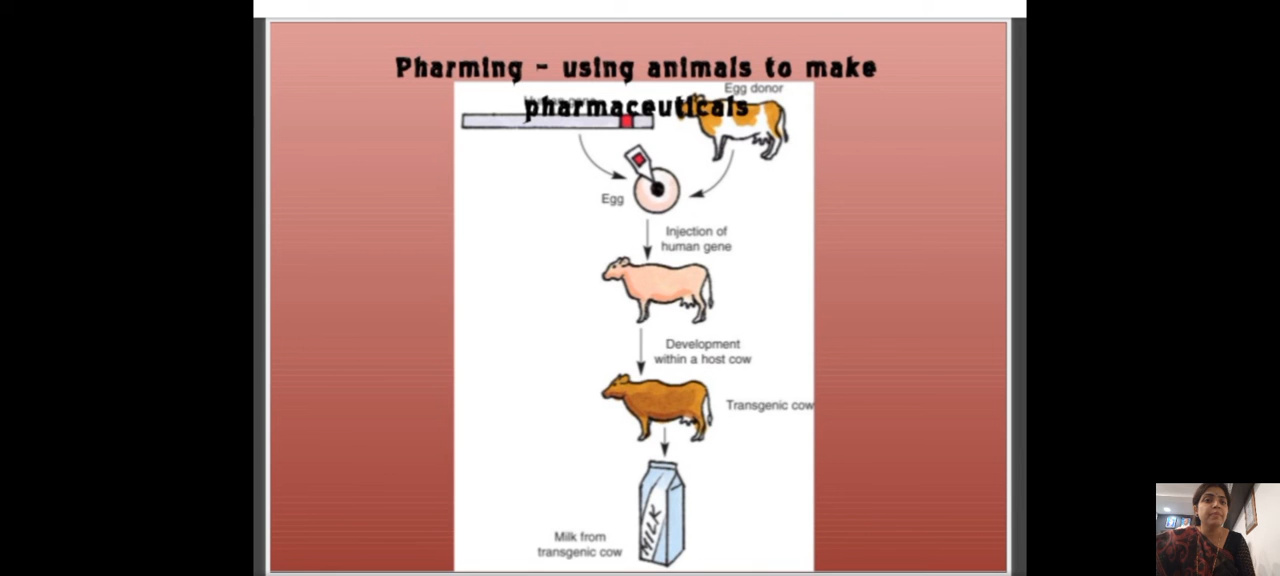 Pharming - using animals to make
pharmaceuticals
Egg donor
Egg
Injection of
human gene
Development
within a host cow
Transgenic cow
MILK
Milk from
transgenic cow